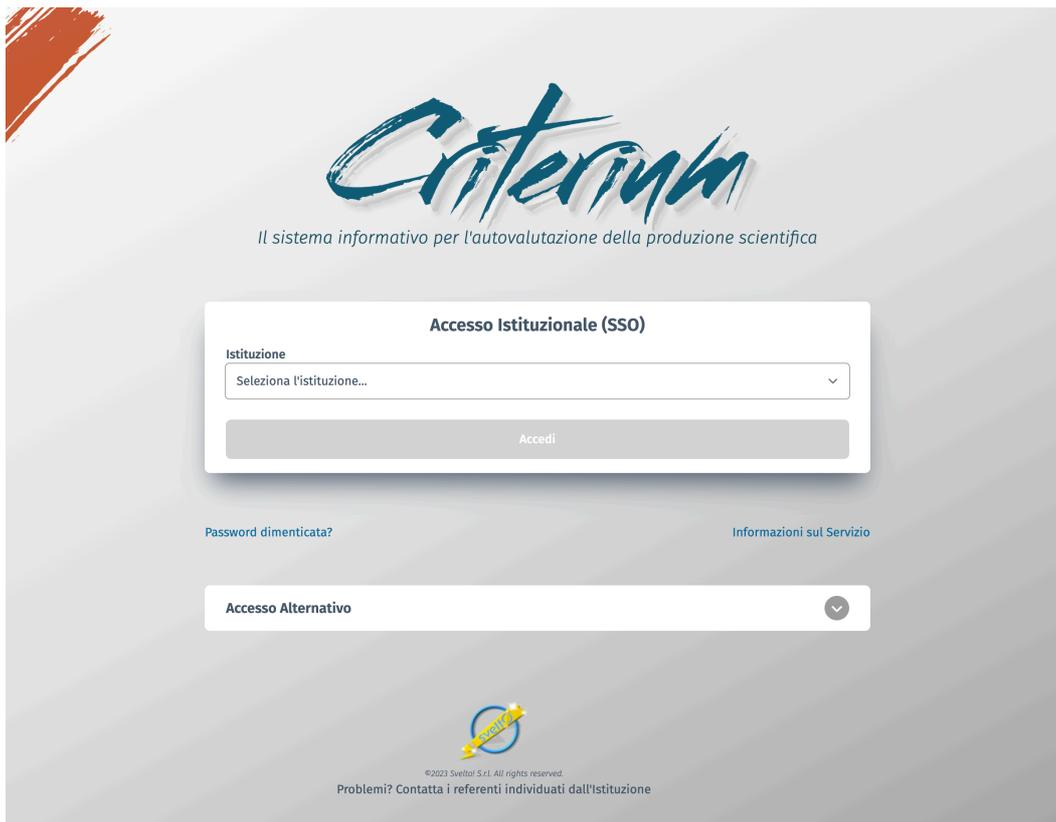 Criterium
Il sistema informativo per l'autovalutazione della produzione scientifica
Accesso Istituzionale (SSO)
Istituzione
Seleziona l'istituzione...
Accedi
Password dimenticata?
Informazioni sul Servizio
Accesso Alternativo
svelto!
©2023 Svelto! S.r.l. All rights reserved.
Problemi? Contatta i referenti individuati dall'Istituzione